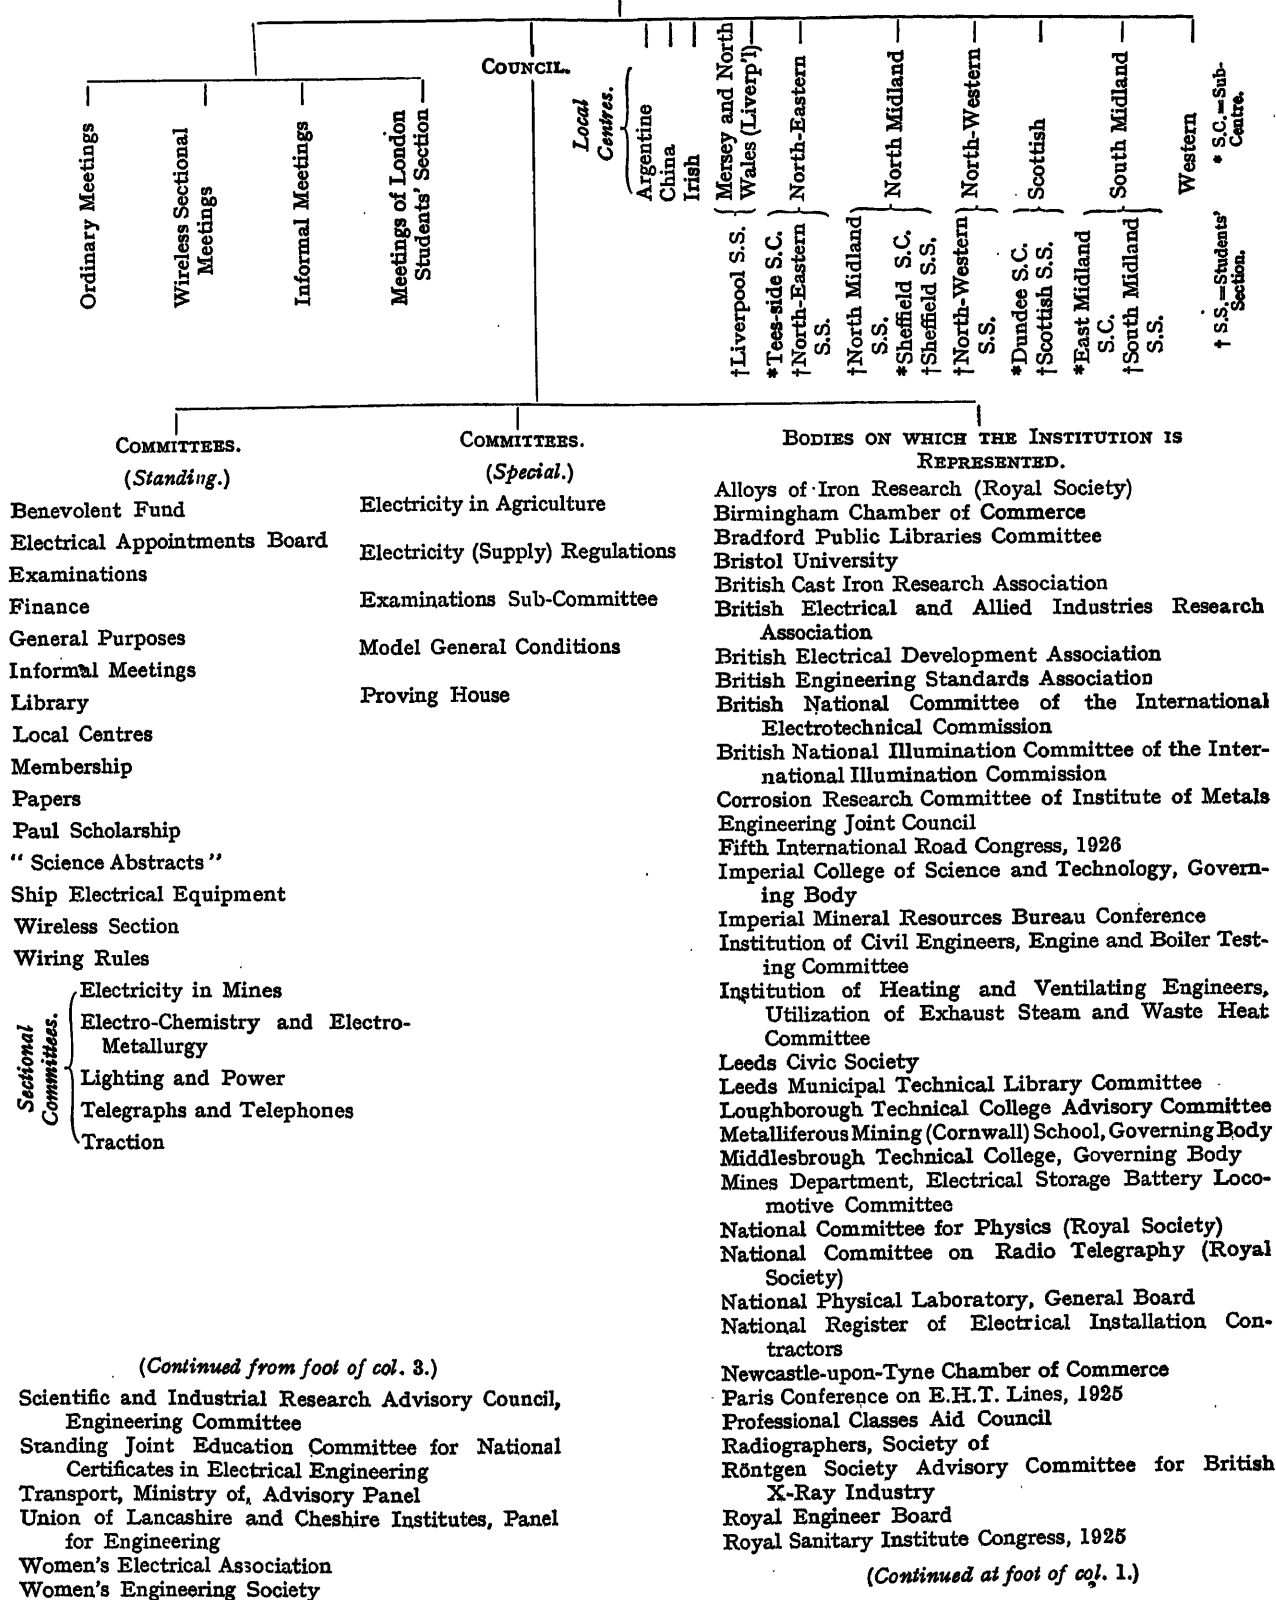 COUNCIL.
Ordinary Meetings
Wireless Sectional
Meetings
Informal Meetings
Meetings of London
Students' Section
Local
Centres.
Argentine
China
Irish
Mersey and North
Wales (Liverp'l)
North-Eastern
North Midland
North-Western
Scottish
South Midland
Western
* S.C.=Sub-
Centre.
†Liverpool S.S.
*Tees-side S.C.
†North-Eastern
S.S.
†North Midland
S.S.
*Sheffield S.C.
†Sheffield S.S.
†North-Western
S.S.
*Dundee S.C.
†Scottish S.S.
*East Midland
S.C.
†South Midland
S.S.
† S.S.=Students'
Section.
COMMITTEES.
(Standing.)
Benevolent Fund
Electrical Appointments Board
Examinations
Finance
General Purposes
Informal Meetings
Library
Local Centres
Membership
Papers
Paul Scholarship
" Science Abstracts "
Ship Electrical Equipment
Wireless Section
Wiring Rules
Sectional
Committees.
Electricity in Mines
Electro-Chemistry and Electro-
Metallurgy
Lighting and Power
Telegraphs and Telephones
Traction
COMMITTEES.
(Special.)
Electricity in Agriculture
Electricity (Supply) Regulations
Examinations Sub-Committee
Model General Conditions
Proving House
BODIES ON WHICH THE INSTITUTION IS
REPRESENTED.
Alloys of Iron Research (Royal Society)
Birmingham Chamber of Commerce
Bradford Public Libraries Committee
Bristol University
British Cast Iron Research Association
British Electrical and Allied Industries Research
Association
British Electrical Development Association
British Engineering Standards Association
British National Committee of the International
Electrotechnical Commission
British National Illumination Committee of the Inter-
national Illumination Commission
Corrosion Research Committee of Institute of Metals
Engineering Joint Council
Fifth International Road Congress, 1926
Imperial College of Science and Technology, Govern-
ing Body
Imperial Mineral Resources Bureau Conference
Institution of Civil Engineers, Engine and Boiler Test-
ing Committee
Institution of Heating and Ventilating Engineers,
Utilization of Exhaust Steam and Waste Heat
Committee
Leeds Civic Society
Leeds Municipal Technical Library Committee
Loughborough Technical College Advisory Committee
Metalliferous Mining (Cornwall) School, Governing Body
Middlesbrough Technical College, Governing Body
Mines Department, Electrical Storage Battery Loco-
motive Committee
National Committee for Physics (Royal Society)
National Committee on Radio Telegraphy (Royal
Society)
National Physical Laboratory, General Board
National Register of Electrical Installation Con-
tractors
Newcastle-upon-Tyne Chamber of Commerce
Paris Conference on E.H.T. Lines, 1925
Professional Classes Aid Council
Radiographers, Society of
Röntgen Society Advisory Committee for British
X-Ray Industry
Royal Engineer Board
Royal Sanitary Institute Congress, 1925
(Continued at foot of col. 1.)
(Continued from foot of col. 3.)
Scientific and Industrial Research Advisory Council,
Engineering Committee
Standing Joint Education Committee for National
Certificates in Electrical Engineering
Transport, Ministry of, Advisory Panel
Union of Lancashire and Cheshire Institutes, Panel
for Engineering
Women's Electrical Association
Women's Engineering Society